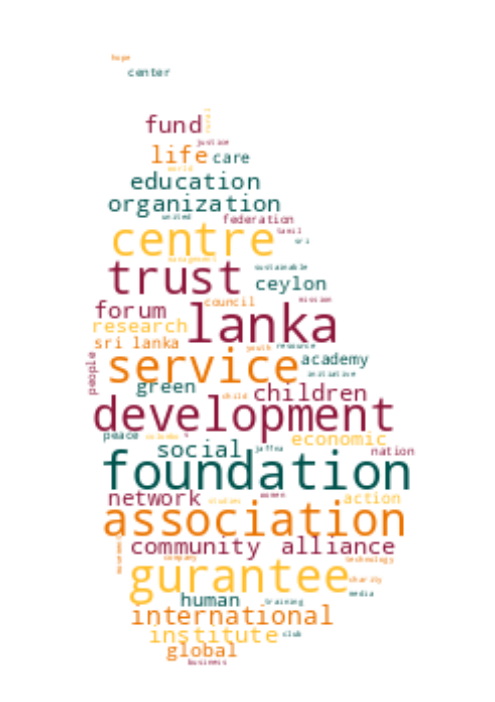 hope
center
fund
justice
life care
world
education
organization
united
federation
centre tamil
sri
management
trust sustainable
ceylon
mission
council
forum
lanka
research
sri lanka
youth resource
people
service academy
initiative
green
child children
development
peace colombo
economic
social jaffna
nation
foundation
network studies women action
association
community alliance
company technology
gurantee charity
media
human training
international
institute club
global
business